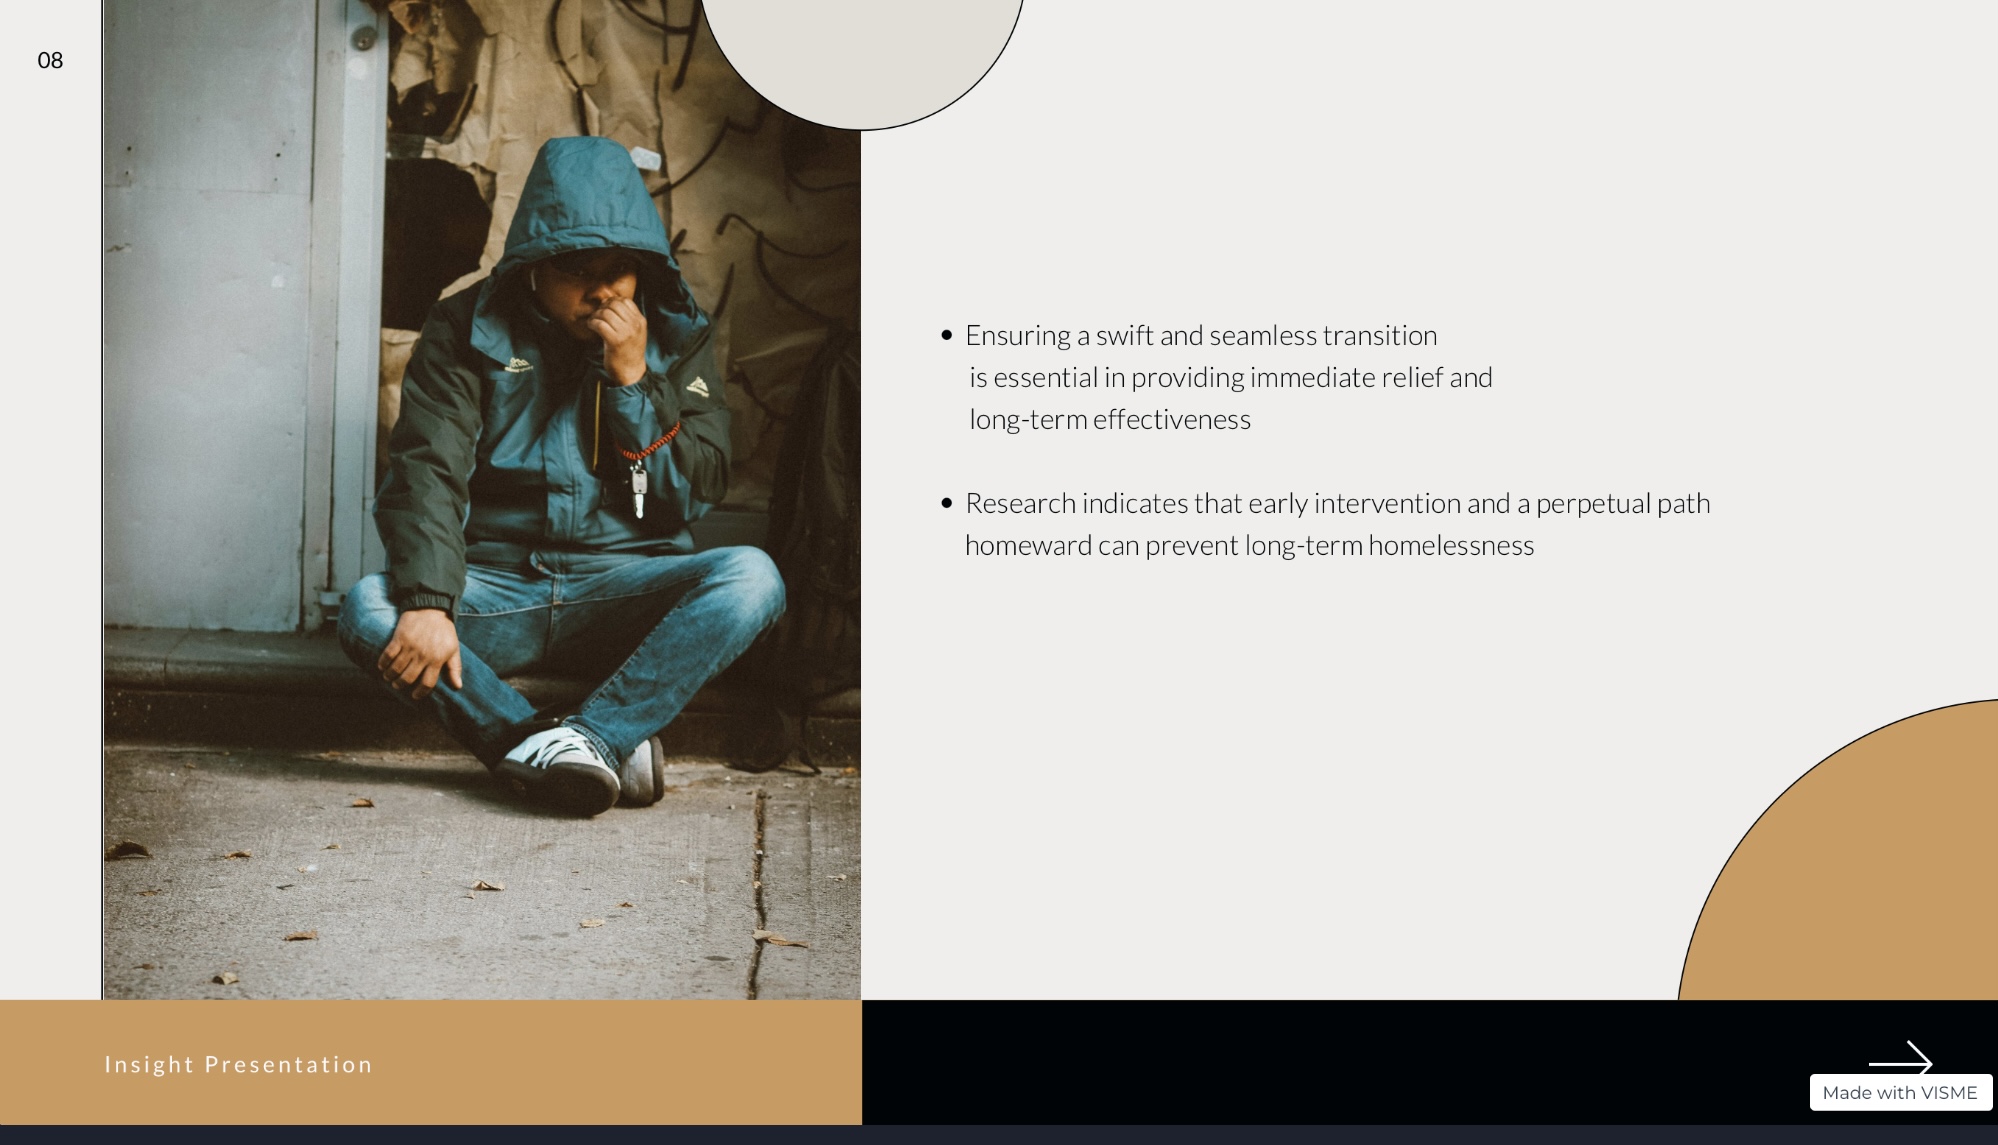 08
• Ensuring a swift and seamless transition
is essential in providing immediate relief and
long-term effectiveness
• Research indicates that early intervention and a perpetual path
homeward can prevent long-term homelessness
Insight Presentation
Made with VISME